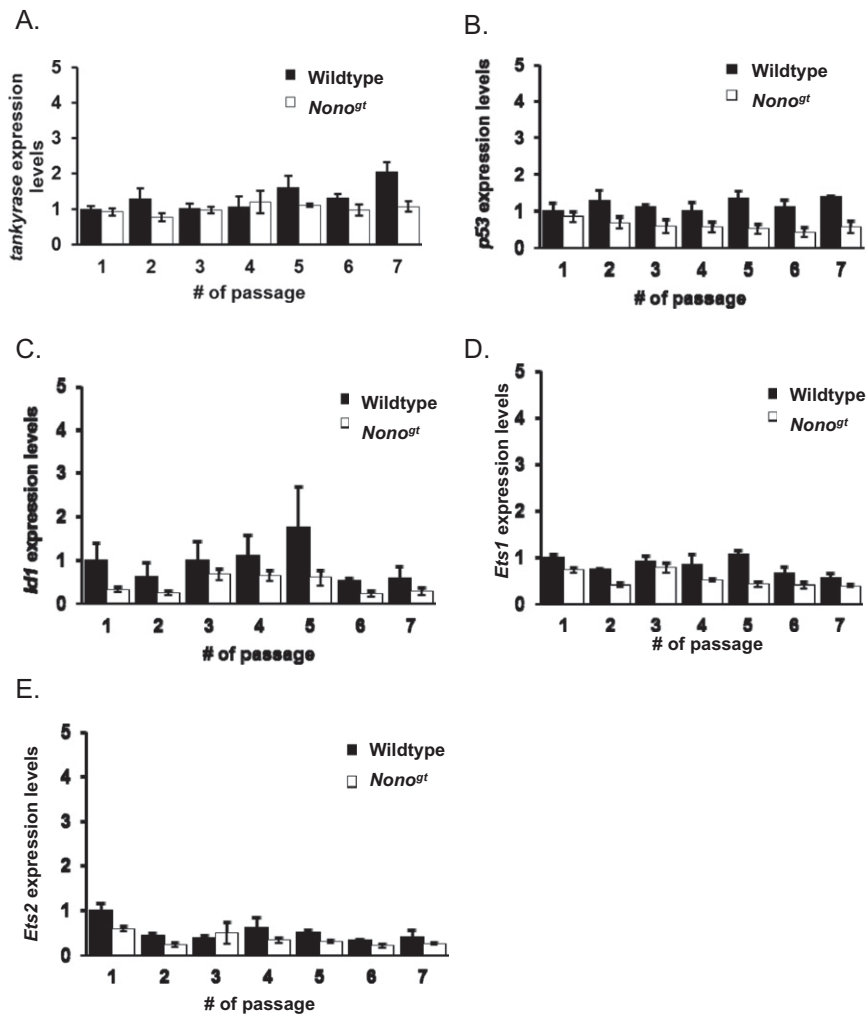 A.
5
4
3
2
1
0
tankyrase expression
levels
Wildtype
Nonogt
1 2 3 4 5 6 7
# of passage
B.
5
4
3
2
1
0
p53 expression levels
Wildtype
Nonogt
1 2 3 4 5 6 7
# of passage
C.
5
4
3
2
1
0
Id1 expression levels
Wildtype
Nonogt
1 2 3 4 5 6 7
# of passage
D.
5
4
3
2
1
0
Ets1 expression levels
Wildtype
Nonogt
1 2 3 4 5 6 7
# of passage
E.
5
4
3
2
1
0
Ets2 expression levels
Wildtype
Nonogt
1 2 3 4 5 6 7
# of passage